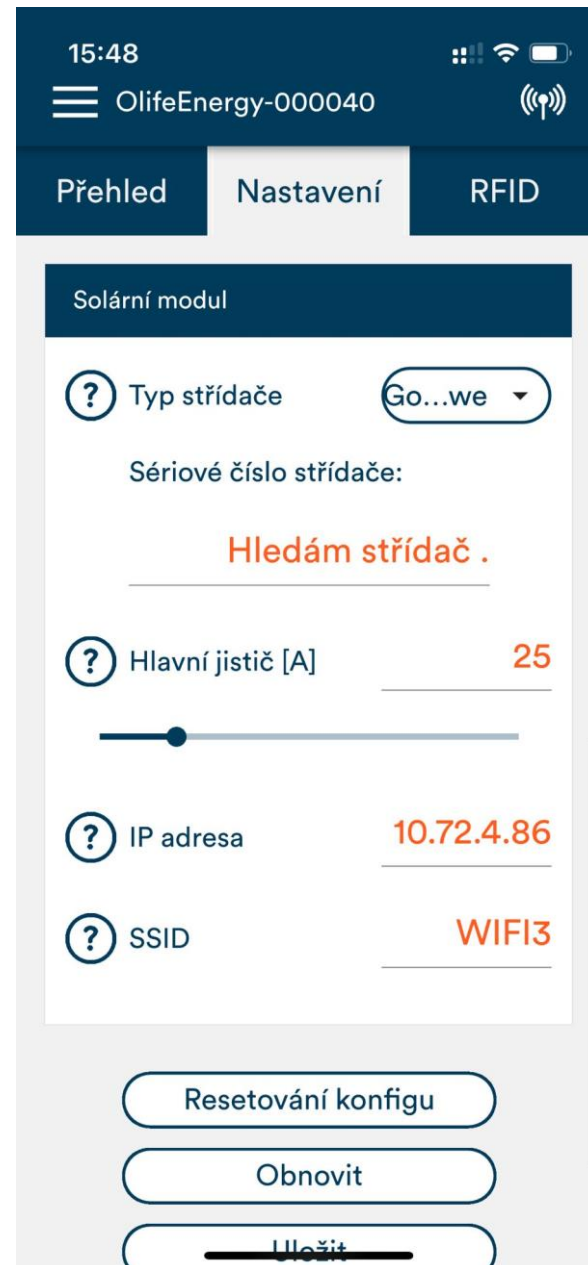 15:48
OlifeEnergy-000040
Přehled Nastavení RFID
Solární modul
? Typ střídače Go...we
Sériové číslo střídače:
Hledám střídač .
? Hlavní jistič [A] 25
? IP adresa 10.72.4.86
? SSID WIFI3
Resetování konfigu
Obnovit
Uložit